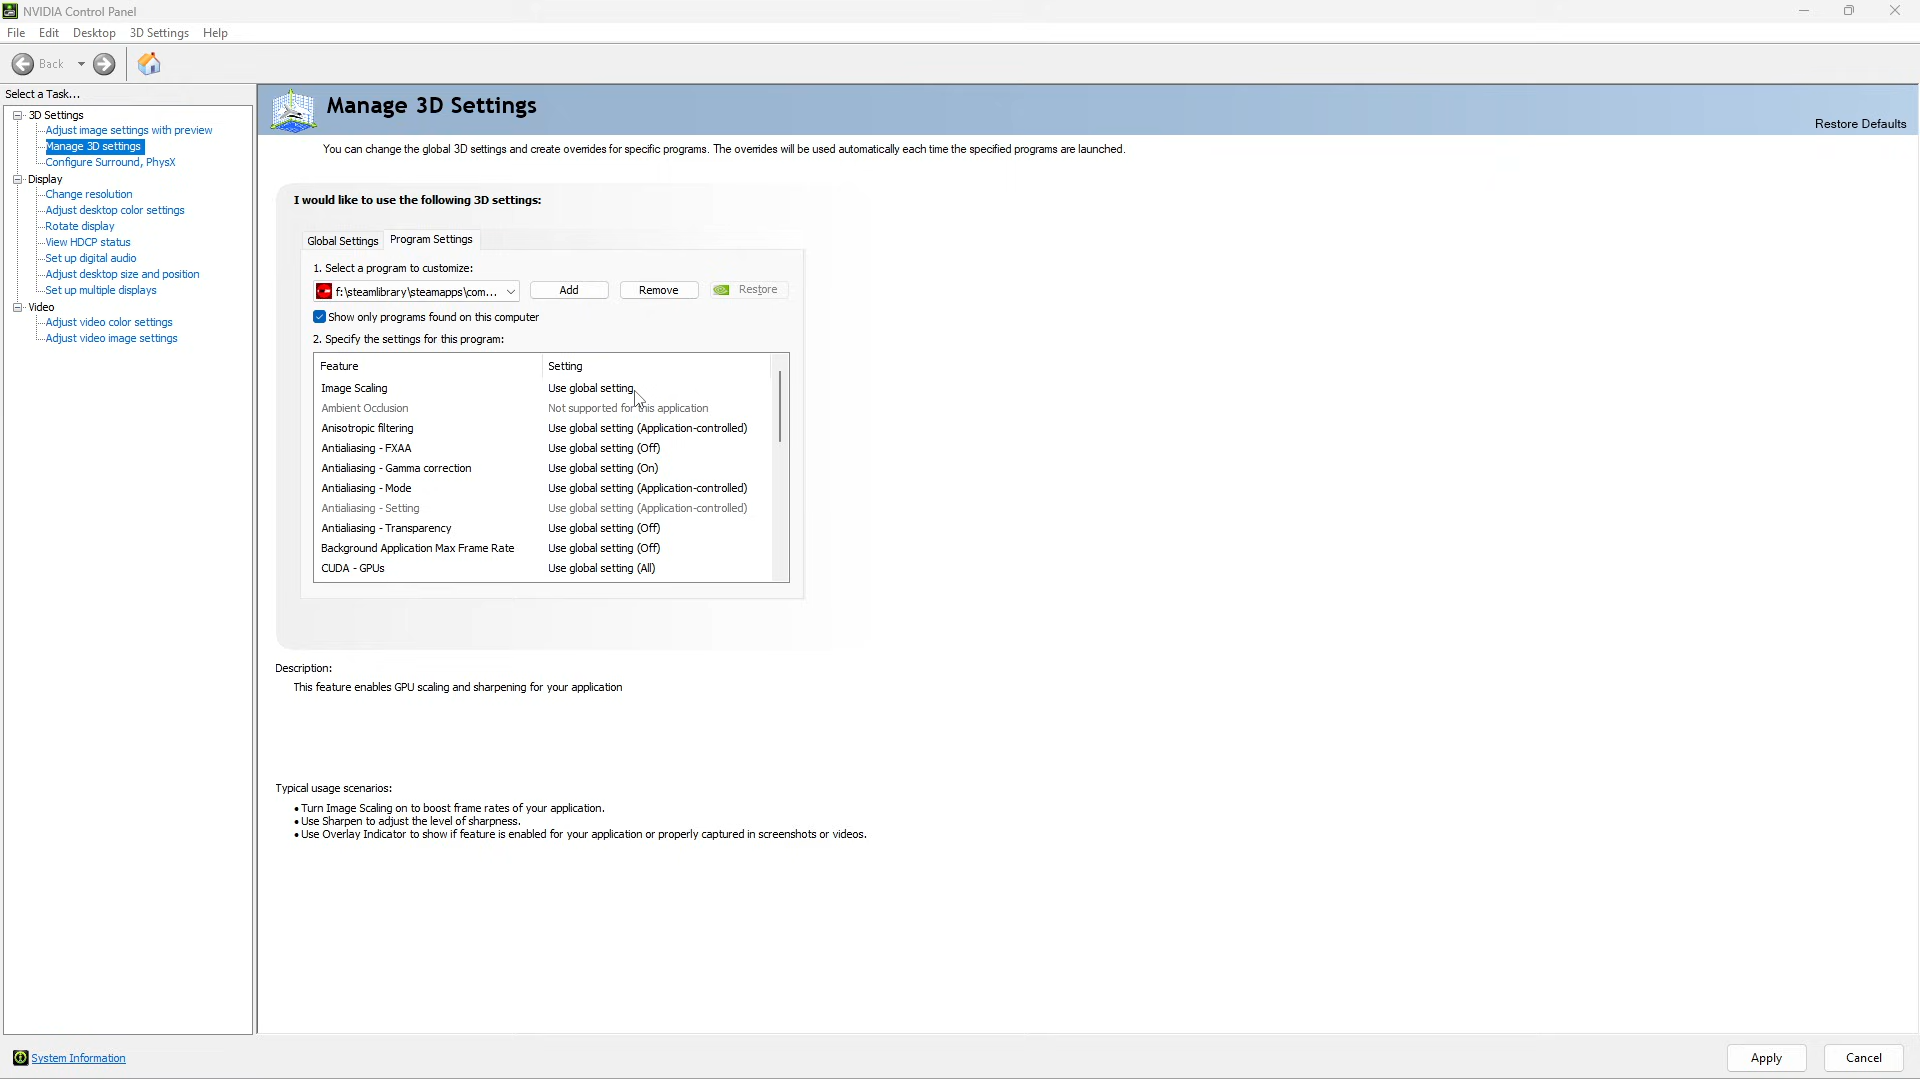 NVIDIA Control Panel
File Edit Desktop 3D Settings Help
Back
Select a Task...
3D Settings
Adjust image settings with preview
Manage 3D settings
Configure Surround, PhysX
Display
Change resolution
Adjust desktop color settings
Rotate display
View HDCP status
Set up digital audio
Adjust desktop size and position
Set up multiple displays
Video
Adjust video color settings
Adjust video image settings
System Information
Manage 3D Settings
Restore Defaults
You can change the global 3D settings and create overrides for specific programs. The overrides will be used automatically each time the specified programs are launched.
I would like to use the following 3D settings:
Global Settings Program Settings
1. Select a program to customize:
f:\steamlibrary\steamapps\com... Add Remove Restore
Show only programs found on this computer
2. Specify the settings for this program:
Feature Setting
Image Scaling Use global setting
Ambient Occlusion Not supported for this application
Anisotropic filtering Use global setting (Application-controlled)
Antialiasing - FXAA Use global setting (Off)
Antialiasing - Gamma correction Use global setting (On)
Antialiasing - Mode Use global setting (Application-controlled)
Antialiasing - Setting Use global setting (Application-controlled)
Antialiasing - Transparency Use global setting (Off)
Background Application Max Frame Rate Use global setting (Off)
CUDA - GPUs Use global setting (All)
Description:
This feature enables GPU scaling and sharpening for your application
Typical usage scenarios:
• Turn Image Scaling on to boost frame rates of your application.
• Use Sharpen to adjust the level of sharpness.
• Use Overlay Indicator to show if feature is enabled for your application or properly captured in screenshots or videos.
Apply Cancel